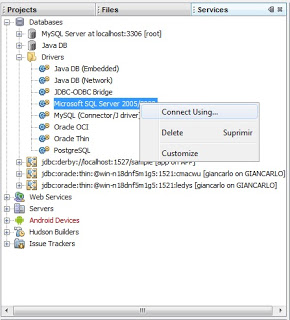 Projects
Files
Services
Databases
MySQL Server at localhost:3306 [root]
Java DB
Drivers
Java DB (Embedded)
Java DB (Network)
JDBC-ODBC Bridge
Microsoft SQL Server 2005
Connect Using...
MySQL (Connector/J driver)
Delete Suprimir
Oracle OCI
Oracle Thin
Customize
PostgreSQL
jdbc:derby://localhost:1527/sample [app on APP]
jdbc:oracle:thin:@win-n18dnf5m1g5:1521:cmacwu [giancarlo on GIANCARLO]
jdbc:oracle:thin:@win-n18dnf5m1g5:1521:ledys [giancarlo on GIANCARLO]
Web Services
Servers
Android Devices
Hudson Builders
Issue Trackers